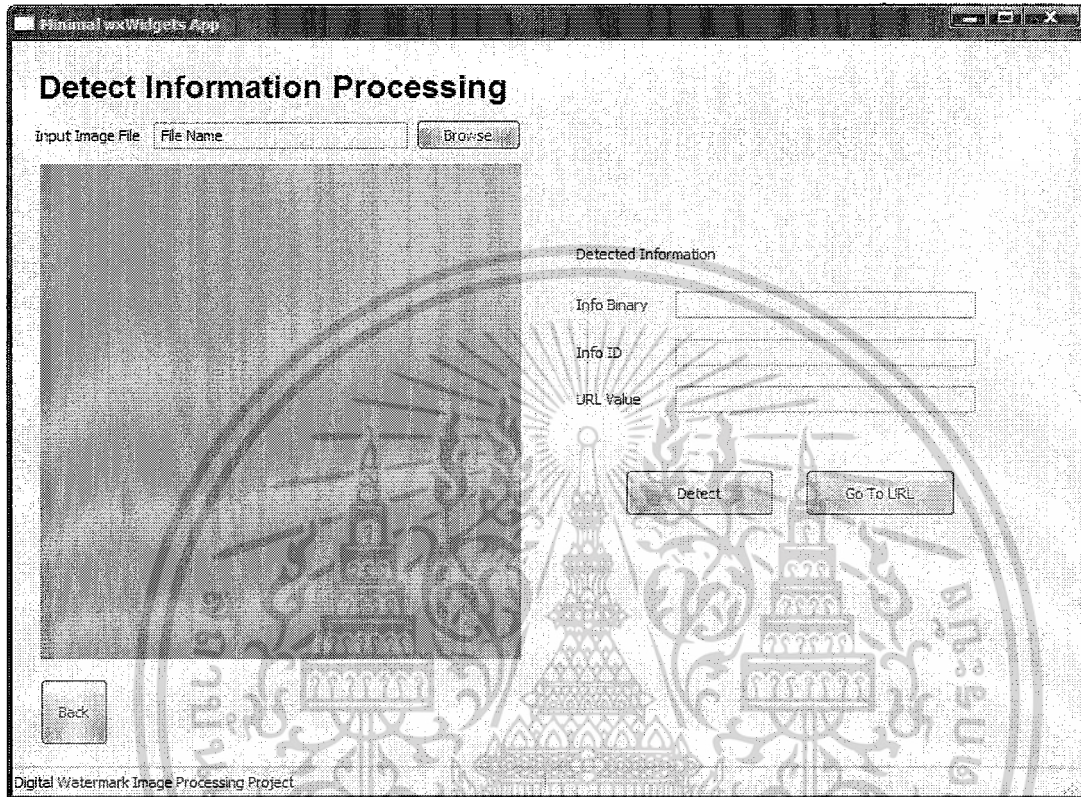 Minimal wxWidgets App
Detect Information Processing
Input Image File File Name Browse
Detected Information
Info Binary
Info ID
URL Value
Detect Go To URL
Back
Digital Watermark Image Processing Project